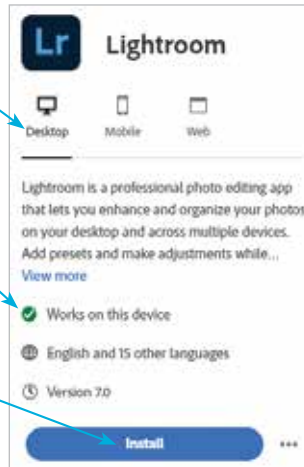 Lr Lightroom
Desktop Mobile Web
Lightroom is a professional photo editing app
that lets you enhance and organize your photos
on your desktop and across multiple devices.
Add presets and make adjustments while...
View more
Works on this device
English and 15 other languages
Version 7.0
Install